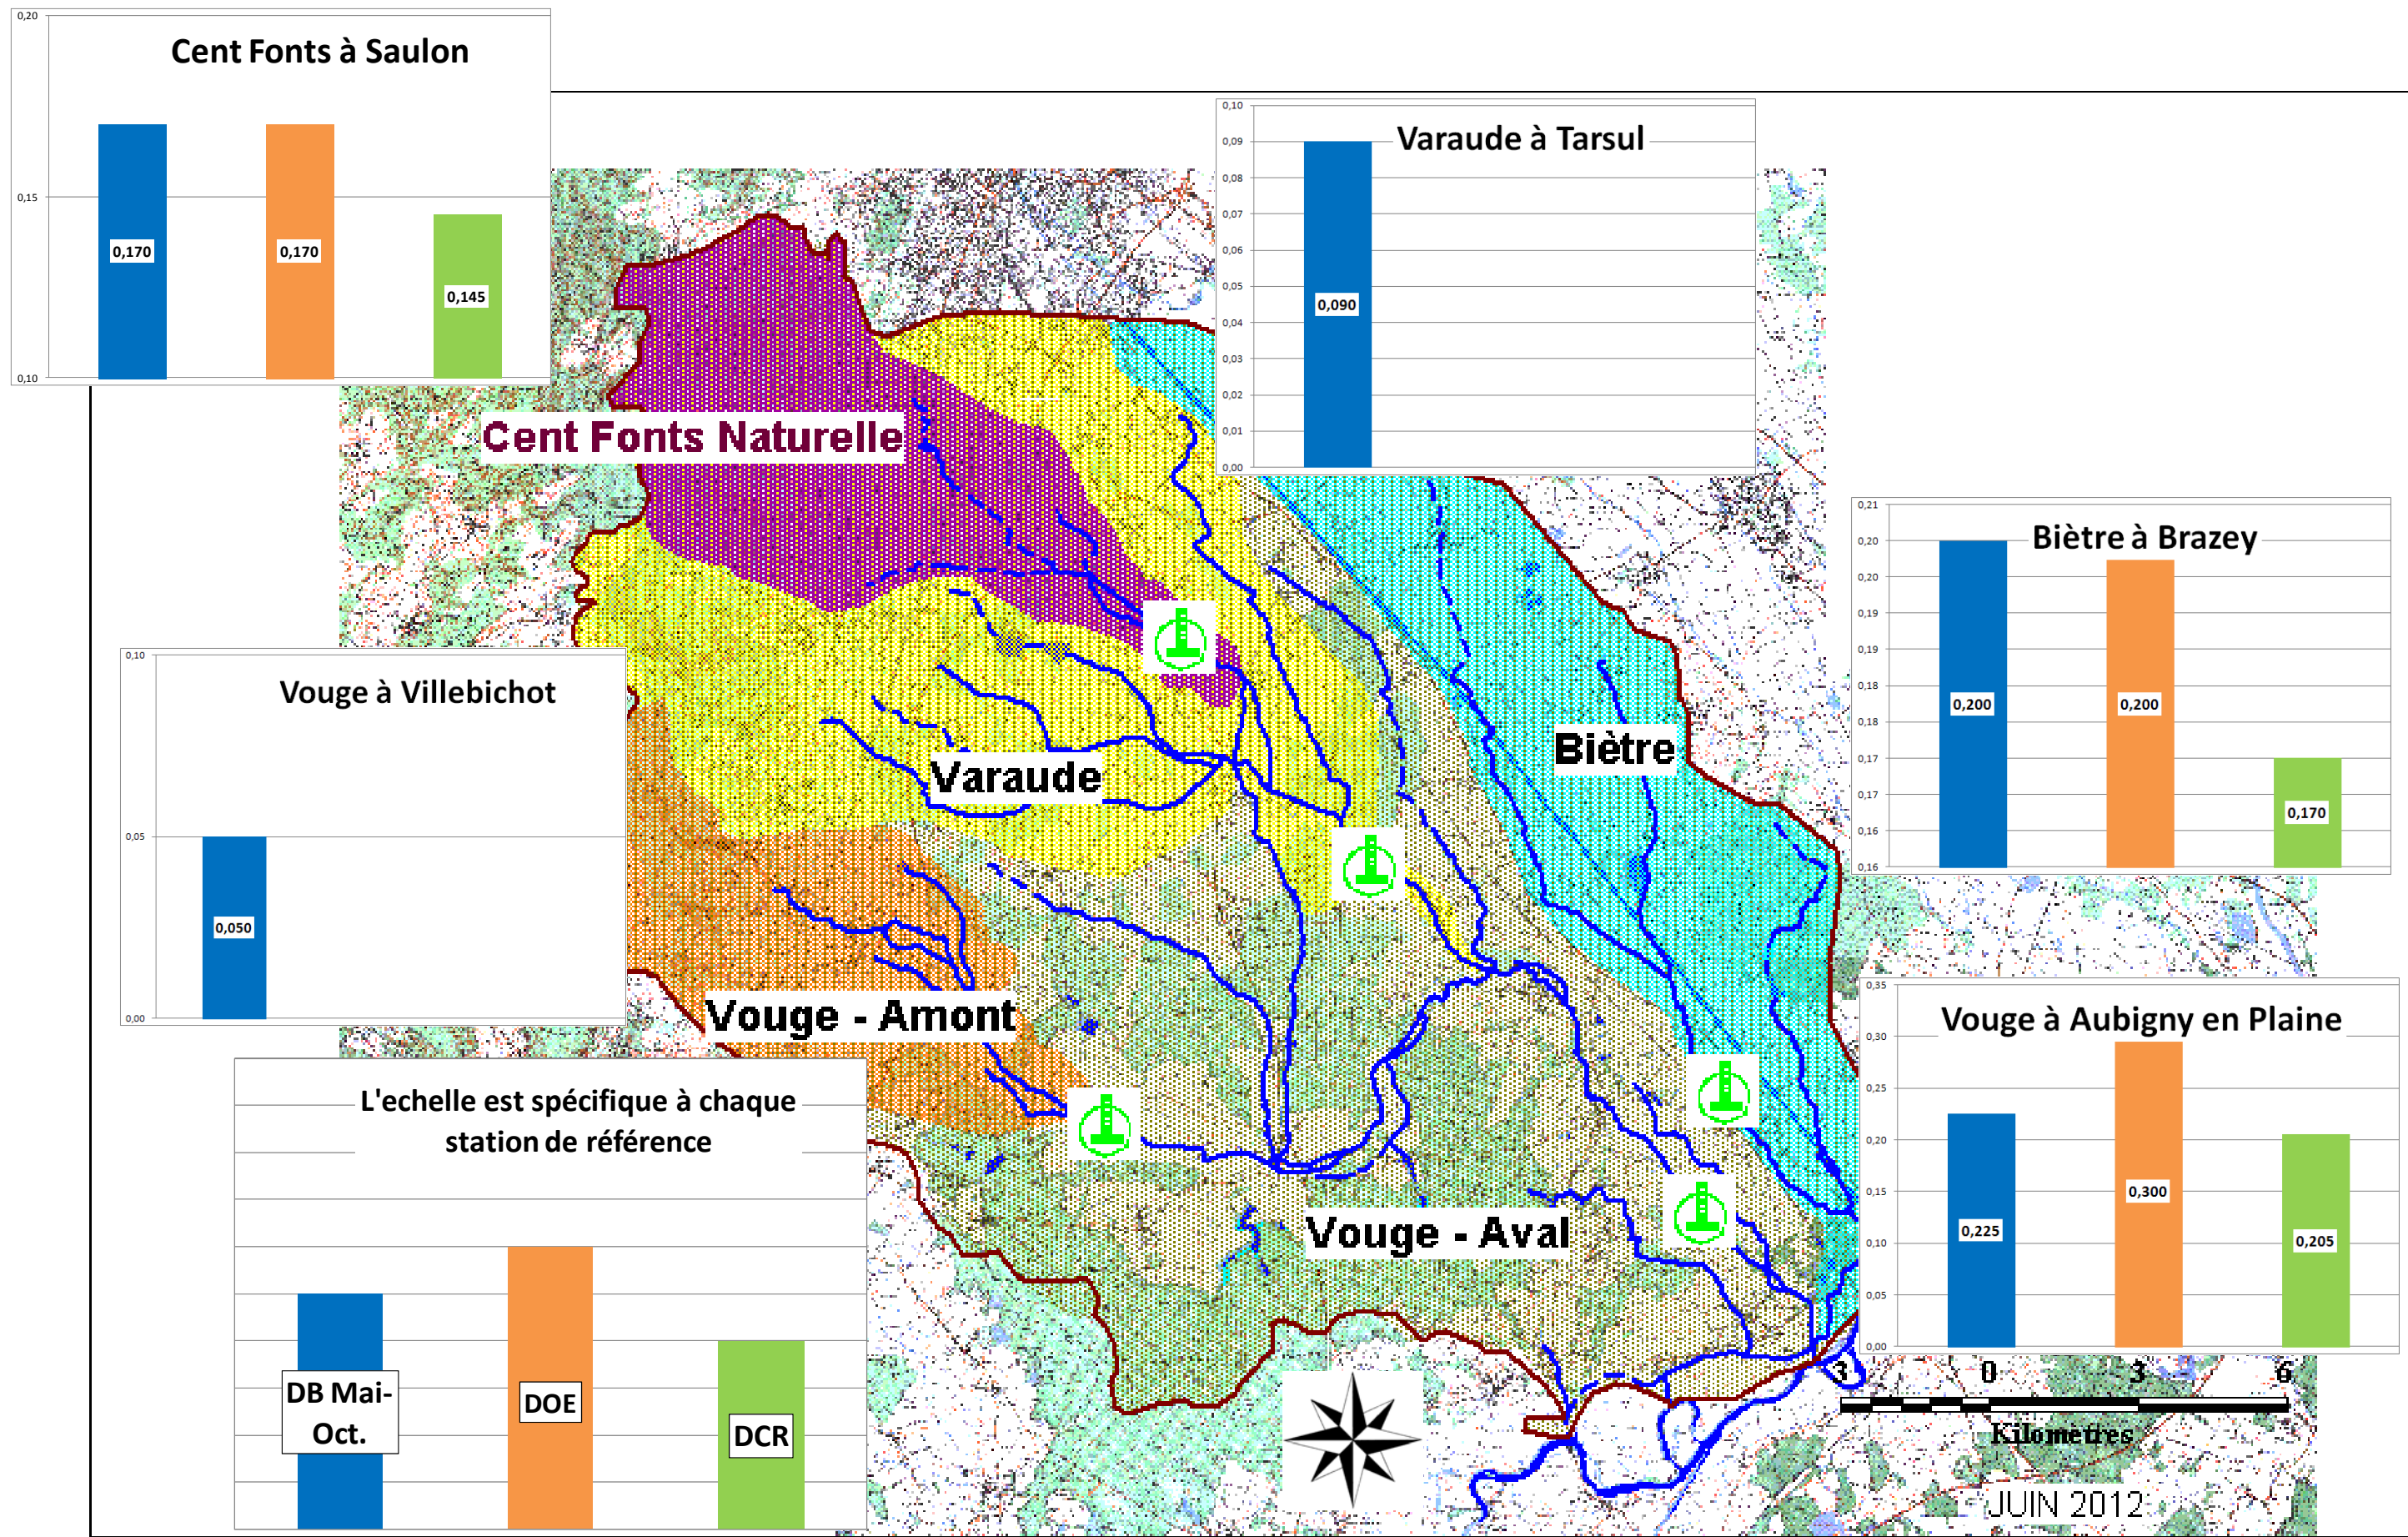 0,20
Cent Fonts à Saulon
0,15
0,10
0,170
0,170
0,145
0,10
0,09
0,08
0,07
0,06
0,05
0,04
0,03
0,02
0,01
0,00
Varaude à Tarsul
0,090
Cent Fonts Naturelle
0,21
0,20
0,20
0,19
0,19
0,18
0,18
0,17
0,17
0,16
0,16
Biètre à Brazey
0,200
0,200
0,170
0,10
0,05
0,00
Vouge à Villebichot
0,050
Biètre
Varaude
Vouge - Amont
Vouge - Aval
0,35
0,30
0,25
0,20
0,15
0,10
0,05
0,00
Vouge à Aubigny en Plaine
0,225
0,300
0,205
L'echelle est spécifique à chaque
station de référence
DB Mai-
Oct.
DOE
DCR
3 0 3 6
Kilometres
JUIN 2012